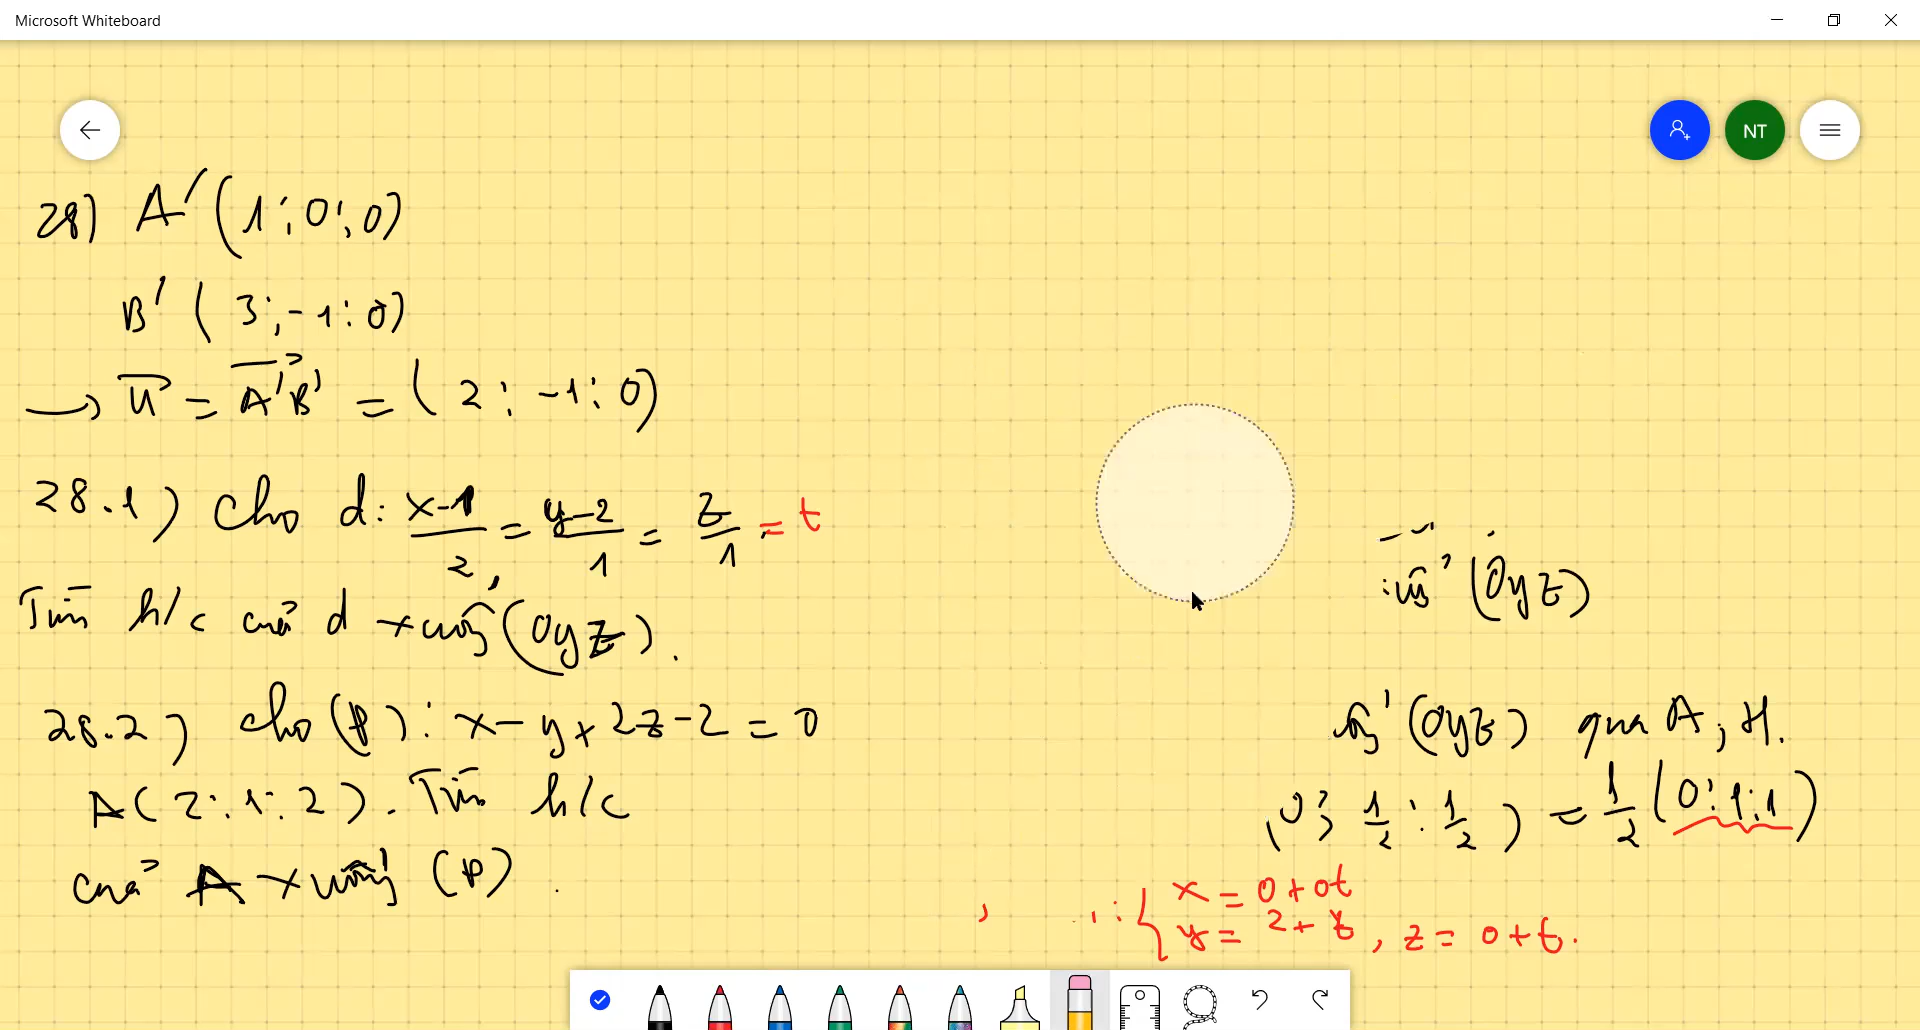 Microsoft Whiteboard
NT
28) A'(1;0;0)
B'(3;-1;0)
→ u = A'B' = (2;-1;0)
28.1) Cho d: x-1/2 = y-2/1 = z/1 = t
Tìm h/c của d xuống (Oyz).
28.2) cho (P): x-y+2z-2=0
A(2;1;2). Tìm h/c
của A xuống (P).
(Oyz)
(Oyz) qua A; H.
0; 1/2; 1/2) = 1/2(0;1;1)
: { x = 0+0t
y = 2+t, z = 0+t.